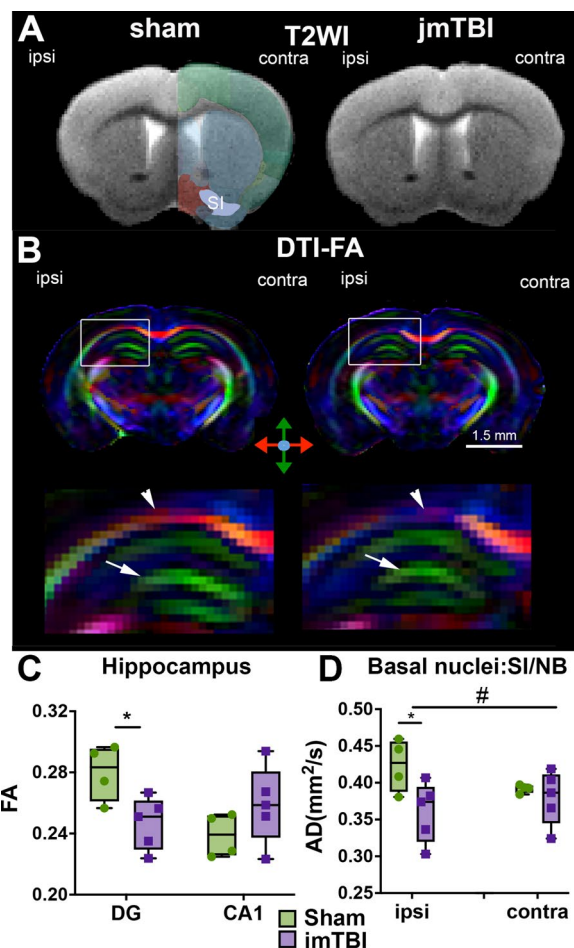 A sham T2WI jmTBI
ipsi contra ipsi contra
SI
B DTI-FA
ipsi contra ipsi contra
1.5 mm
C Hippocampus
D Basal nuclei:SI/NB
FA
0.32
0.28
0.24
0.20
*
DG CA1
AD(mm2/s)
0.50
0.45
0.40
0.35
0.30
0.25
*
#
ipsi contra
Sham
jmTBI